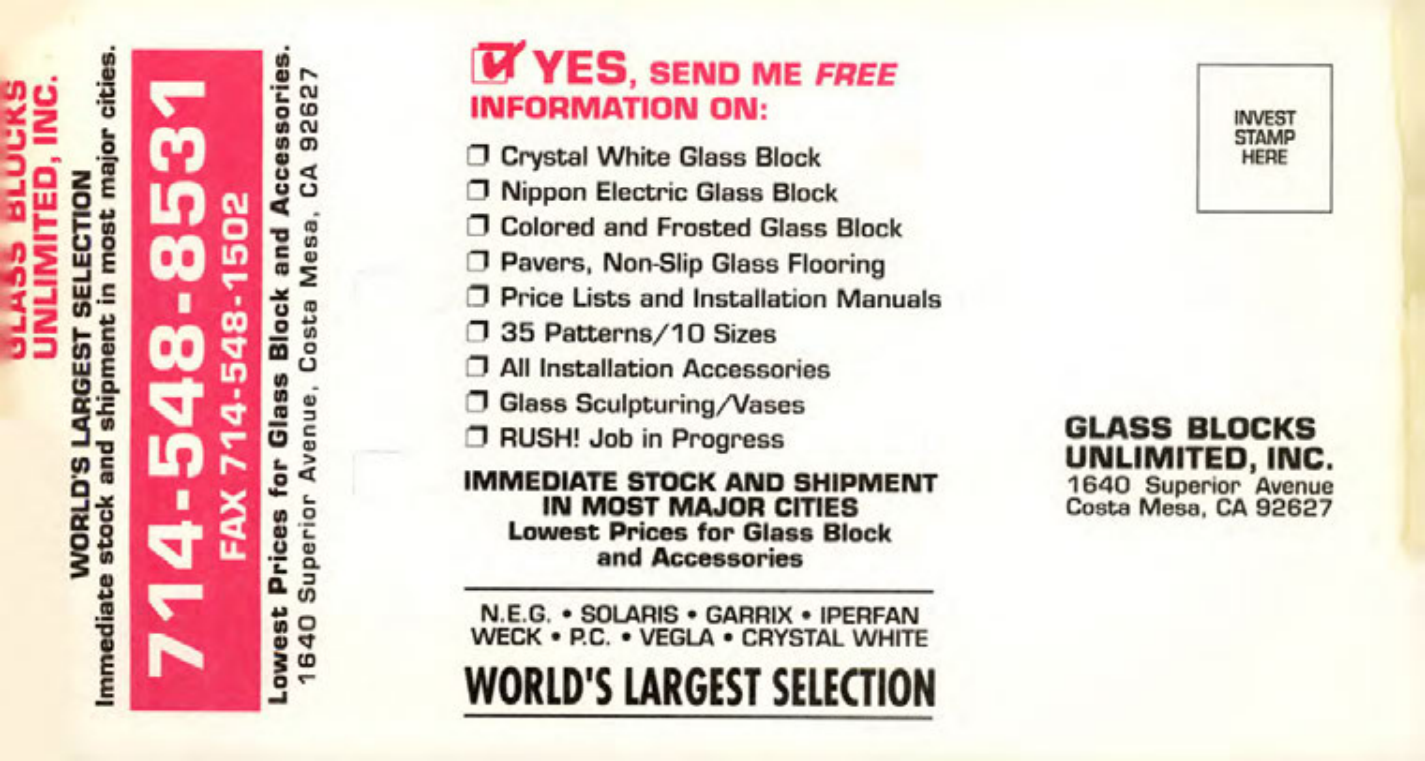 GLASS BLOCKS
UNLIMITED, INC.
WORLD'S LARGEST SELECTION
Immediate stock and shipment in most major cities.
714-548-8531
FAX 714-548-1502
Lowest Prices for Glass Block and Accessories.
1640 Superior Avenue, Costa Mesa, CA 92627
YES, SEND ME FREE
INFORMATION ON:
❒ Crystal White Glass Block
❒ Nippon Electric Glass Block
❒ Colored and Frosted Glass Block
❒ Pavers, Non-Slip Glass Flooring
❒ Price Lists and Installation Manuals
❒ 35 Patterns/10 Sizes
❒ All Installation Accessories
❒ Glass Sculpturing/Vases
❒ RUSH! Job in Progress
IMMEDIATE STOCK AND SHIPMENT
IN MOST MAJOR CITIES
Lowest Prices for Glass Block
and Accessories
N.E.G. • SOLARIS • GARRIX • IPERFAN
WECK • P.C. • VEGLA • CRYSTAL WHITE
WORLD'S LARGEST SELECTION
INVEST
STAMP
HERE
GLASS BLOCKS
UNLIMITED, INC.
1640 Superior Avenue
Costa Mesa, CA 92627